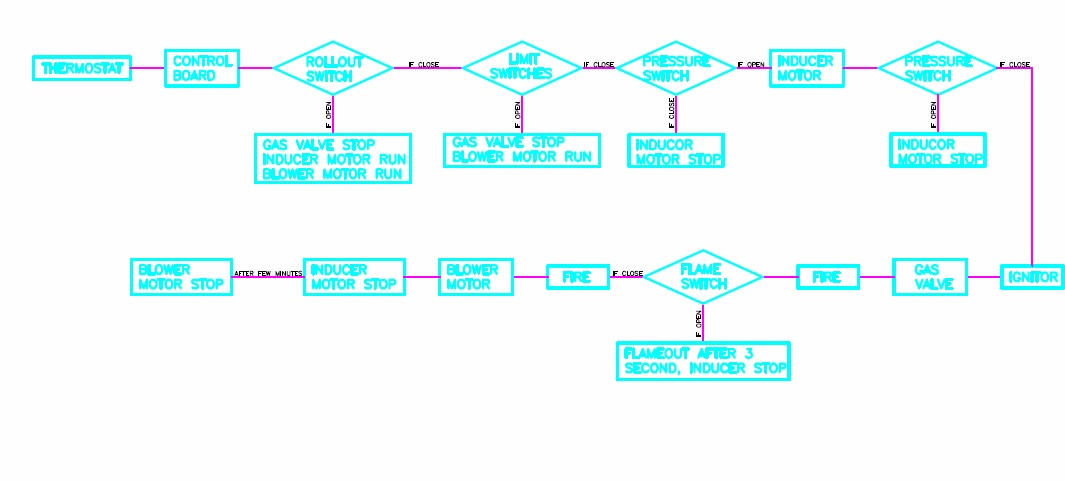 THERMOSTAT
CONTROL
BOARD
ROLLOUT
SWITCH
IF CLOSE
LIMIT
SWITCHES
IF CLOSE
PRESSURE
SWITCH
IF OPEN
INDUCER
MOTOR
PRESSURE
SWITCH
IF CLOSE
IF OPEN
GAS VALVE STOP
INDUCER MOTOR RUN
BLOWER MOTOR RUN
IF OPEN
GAS VALVE STOP
BLOWER MOTOR RUN
IF CLOSE
INDUCOR
MOTOR STOP
IF OPEN
INDUCOR
MOTOR STOP
BLOWER
MOTOR STOP
AFTER FEW MINUTES
INDUCER
MOTOR STOP
BLOWER
MOTOR
FIRE
IF CLOSE
FLAME
SWITCH
FIRE
GAS
VALVE
IGNITOR
IF OPEN
FLAMEOUT AFTER 3
SECOND, INDUCER STOP